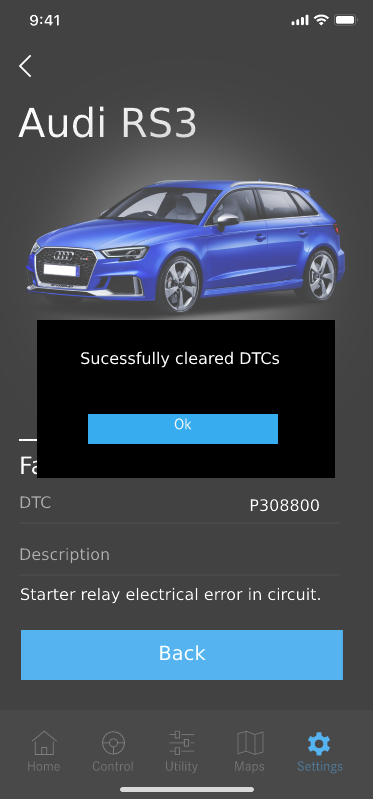 9:41
Audi RS3
Sucessfully cleared DTCs
Ok
DTC
P308800
Description
Starter relay electrical error in circuit.
Back
Home
Control
Utility
Maps
Settings